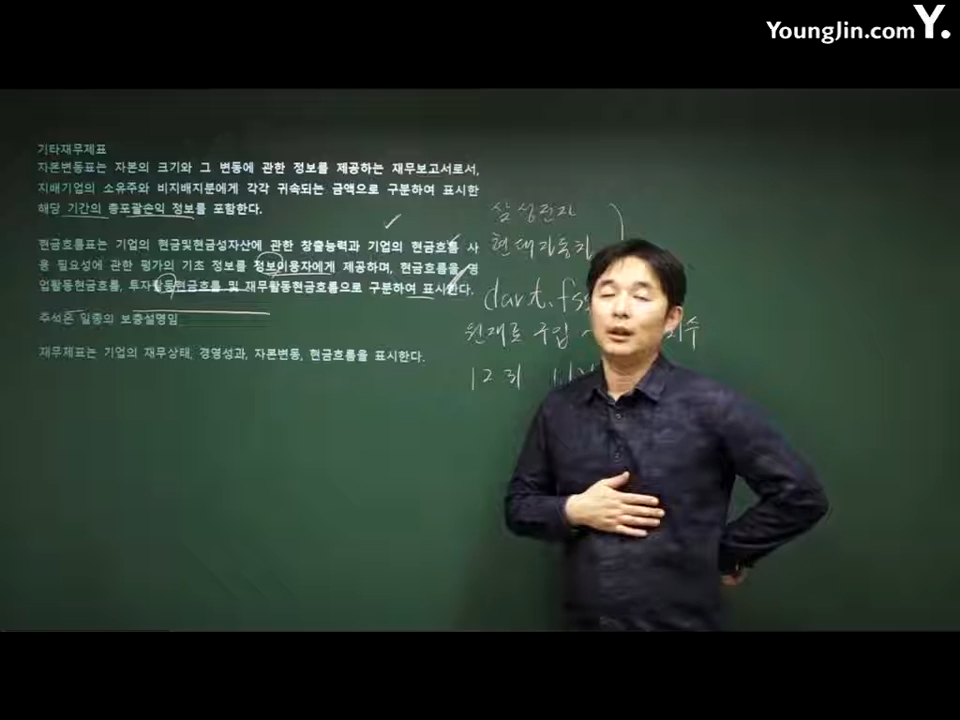 YoungJin.com Y.
기타재무제표
자본변동표는 자본의 크기와 그 변동에 관한 정보를 제공하는 재무보고서로서,
지배기업의 소유주와 비지배지분에게 각각 귀속되는 금액으로 구분하여 표시한
해당 기간의 총포괄손익 정보를 포함한다.
현금흐름표는 기업의 현금및현금성자산에 관한 창출능력과 기업의 현금흐름 사
용 필요성에 관한 평가의 기초 정보를 정보이용자에게 제공하며, 현금흐름을 영
업활동현금흐름, 투자활동현금흐름 및 재무활동현금흐름으로 구분하여 표시한다.
주석은 일종의 보충설명임
재무제표는 기업의 재무상태, 경영성과, 자본변동, 현금흐름을 표시한다.
삼성전자
현대자동차
dart.fss
원재료 구입
12 31